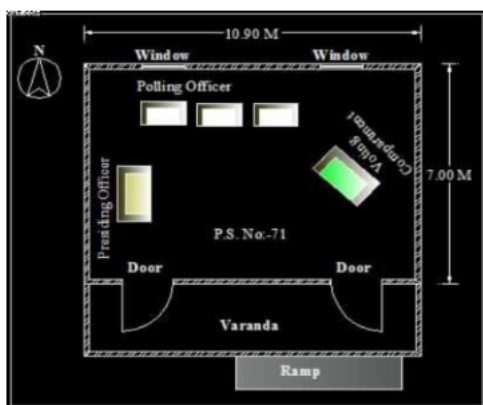 10.90 M
N
Window
Window
Polling Officer
Voting
Compartment
7.00 M
Presiding Officer
P.S. No:-71
Door
Door
Varanda
Ramp